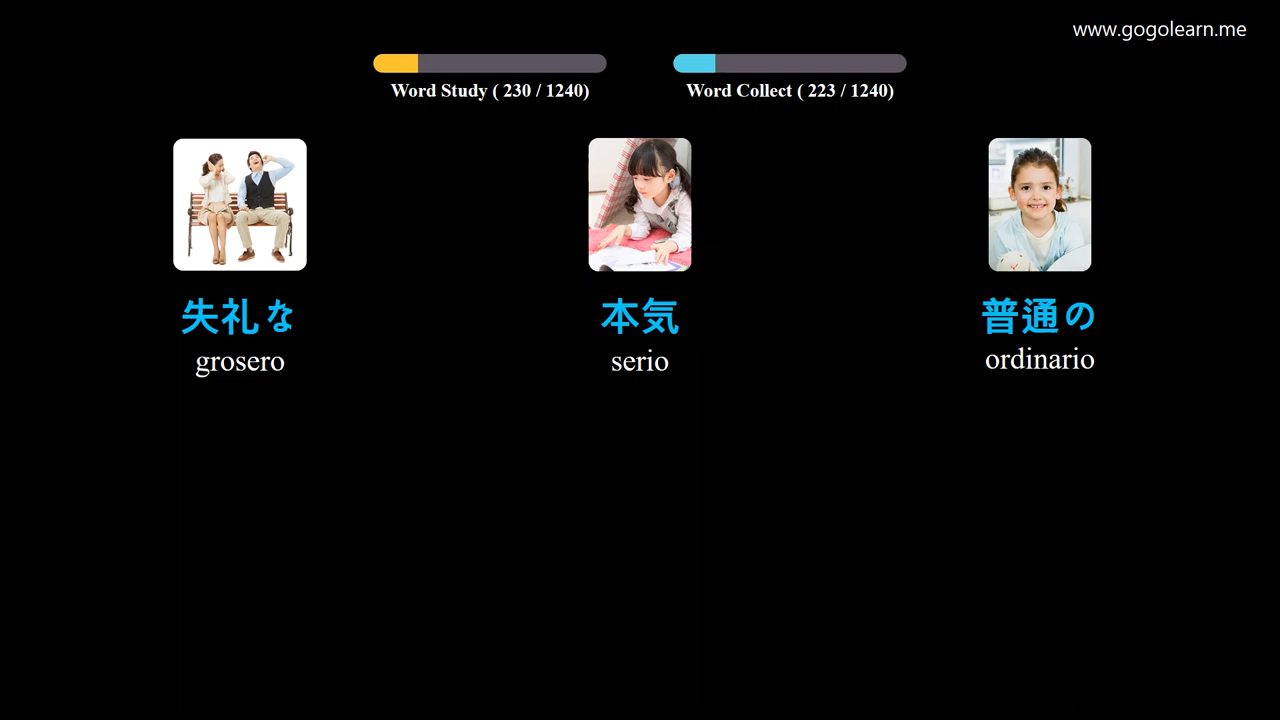 www.gogolearn.me
Word Study ( 230 / 1240)
Word Collect ( 223 / 1240)
失礼な
grosero
本気
serio
普通の
ordinario